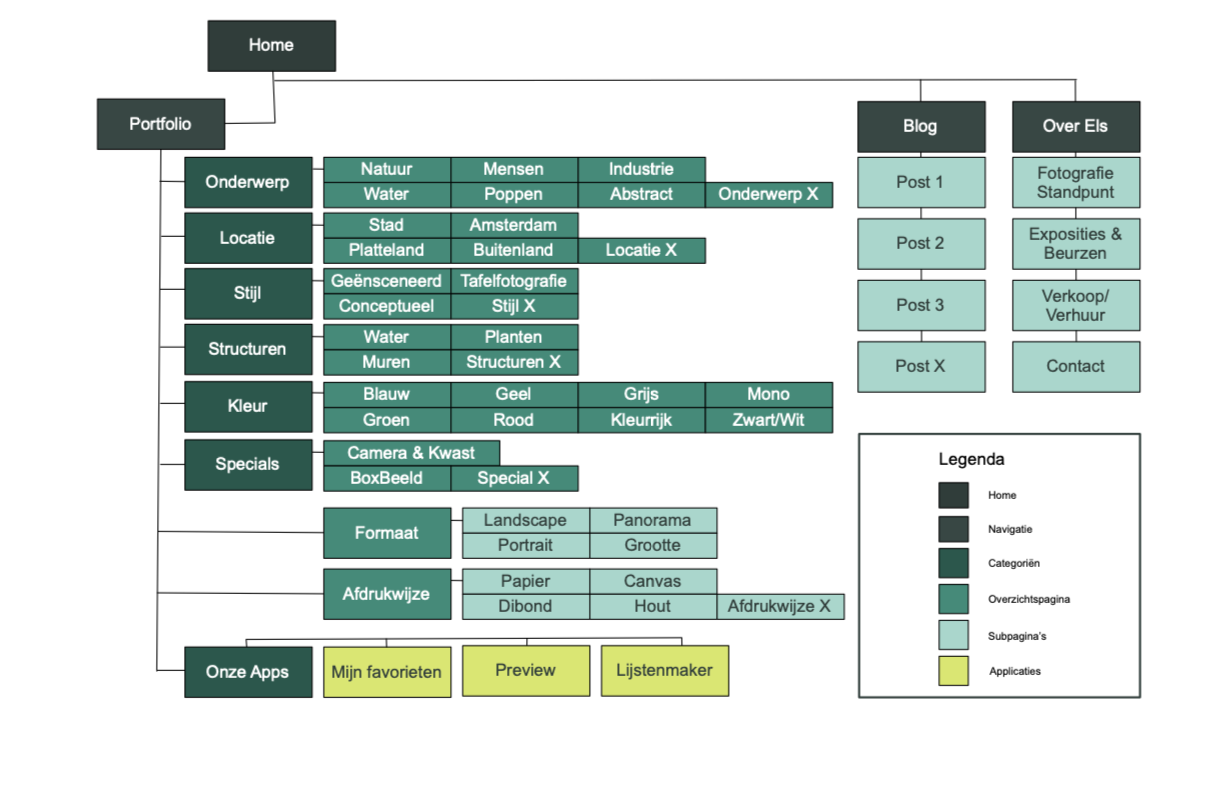 Home
Portfolio
Blog
Over Els
Onderwerp
Natuur Mensen Industrie
Water Poppen Abstract Onderwerp X
Locatie
Stad Amsterdam
Platteland Buitenland Locatie X
Stijl
Geënsceneerd Tafelfotografie
Conceptueel Stijl X
Structuren
Water Planten
Muren Structuren X
Kleur
Blauw Geel Grijs Mono
Groen Rood Kleurrijk Zwart/Wit
Specials
Camera & Kwast
BoxBeeld Special X
Formaat
Landscape Panorama
Portrait Grootte
Afdrukwijze
Papier Canvas
Dibond Hout Afdrukwijze X
Onze Apps
Mijn favorieten
Preview
Lijstenmaker
Post 1
Post 2
Post 3
Post X
Fotografie
Standpunt
Exposities &
Beurzen
Verkoop/
Verhuur
Contact
Legenda
Home
Navigatie
Categoriën
Overzichtspagina
Subpagina's
Applicaties